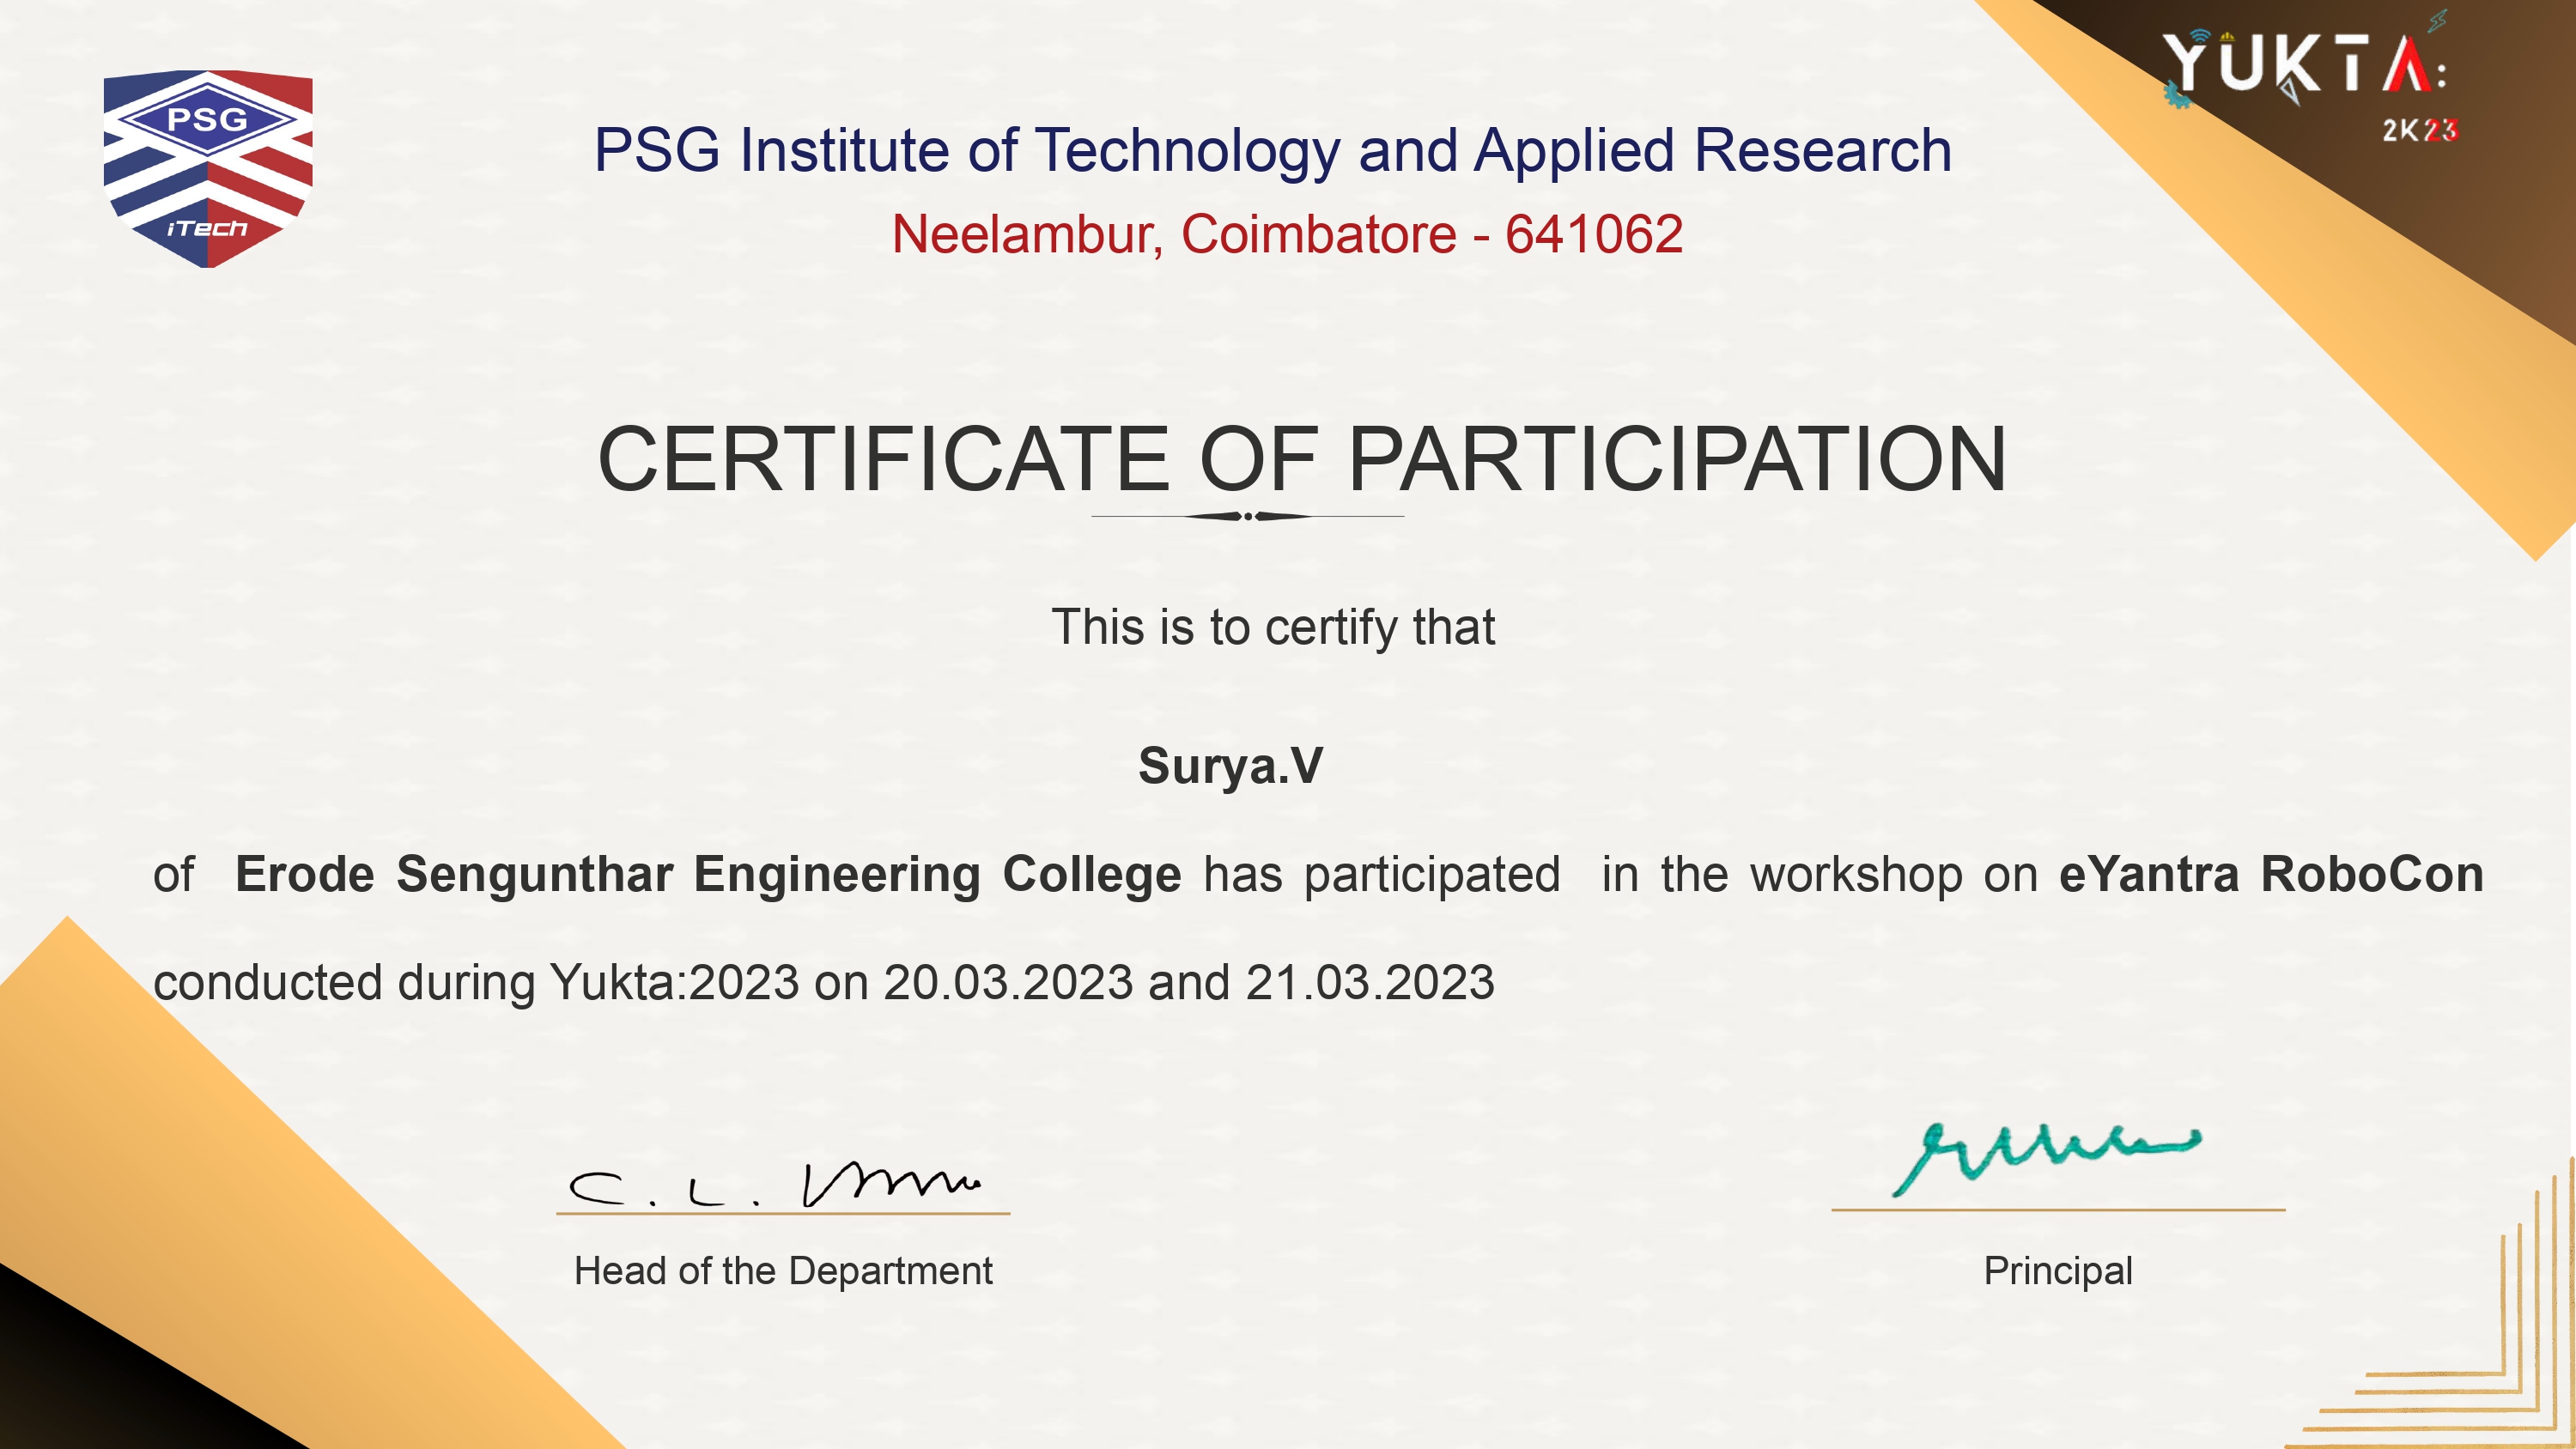 PSG
iTech
YUKTA:
2K23
PSG Institute of Technology and Applied Research
Neelambur, Coimbatore - 641062
CERTIFICATE OF PARTICIPATION
This is to certify that
Surya.V
of Erode Sengunthar Engineering College has participated in the workshop on eYantra RoboCon
conducted during Yukta:2023 on 20.03.2023 and 21.03.2023
C. L.
Head of the Department
Principal